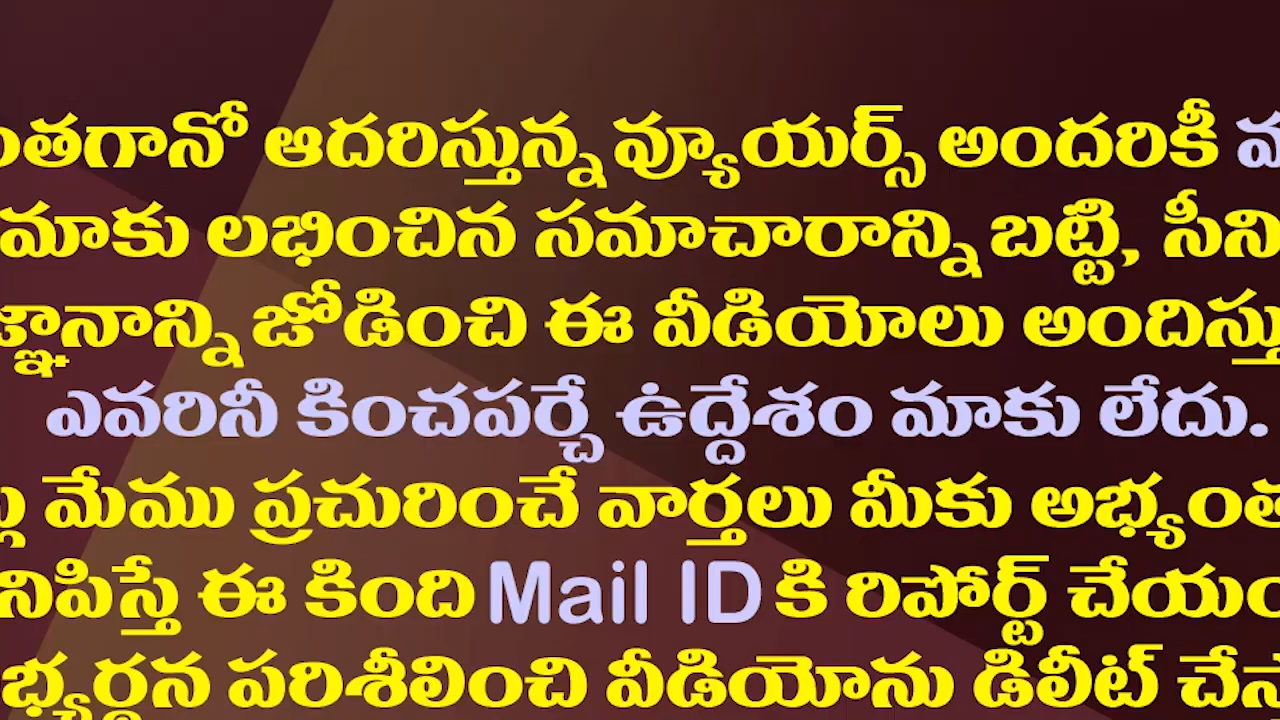 ంతగానో ఆదరిస్తున్న వ్యూయర్స్ అందరికీ
మాకు లభించిన సమాచారాన్ని బట్టి, సీని
జ్ఞానాన్ని జోడించి ఈ వీడియోలు అందిస్తు
ఎవరినీ కించపర్చే ఉద్దేశం మాకు లేదు.
మేము ప్రచురించే వార్తలు మీకు అభ్యంత
నిపిస్తే ఈ కింది Mail ID కి రిపోర్ట్ చేయం
భ్యర్థన పరిశీలించి వీడియోను డిలీట్ చేస